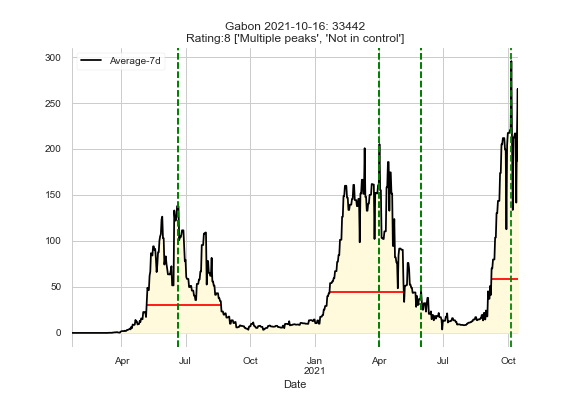 Gabon 2021-10-16: 33442
Rating:8 ['Multiple peaks', 'Not in control']
Average-7d
300
250
200
150
100
50
0
Apr Jul Oct Jan Apr Jul Oct
2021
Date